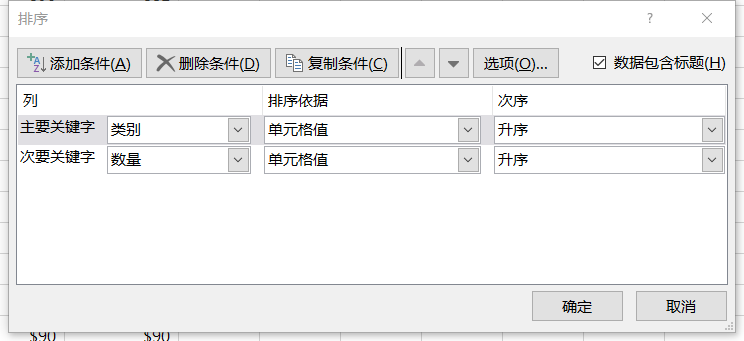 排序
?
添加条件(A) 删除条件(D) 复制条件(C) 选项(O)... 数据包含标题(H)
列 排序依据 次序
主要关键字 类别 单元格值 升序
次要关键字 数量 单元格值 升序
确定 取消
$90 $90